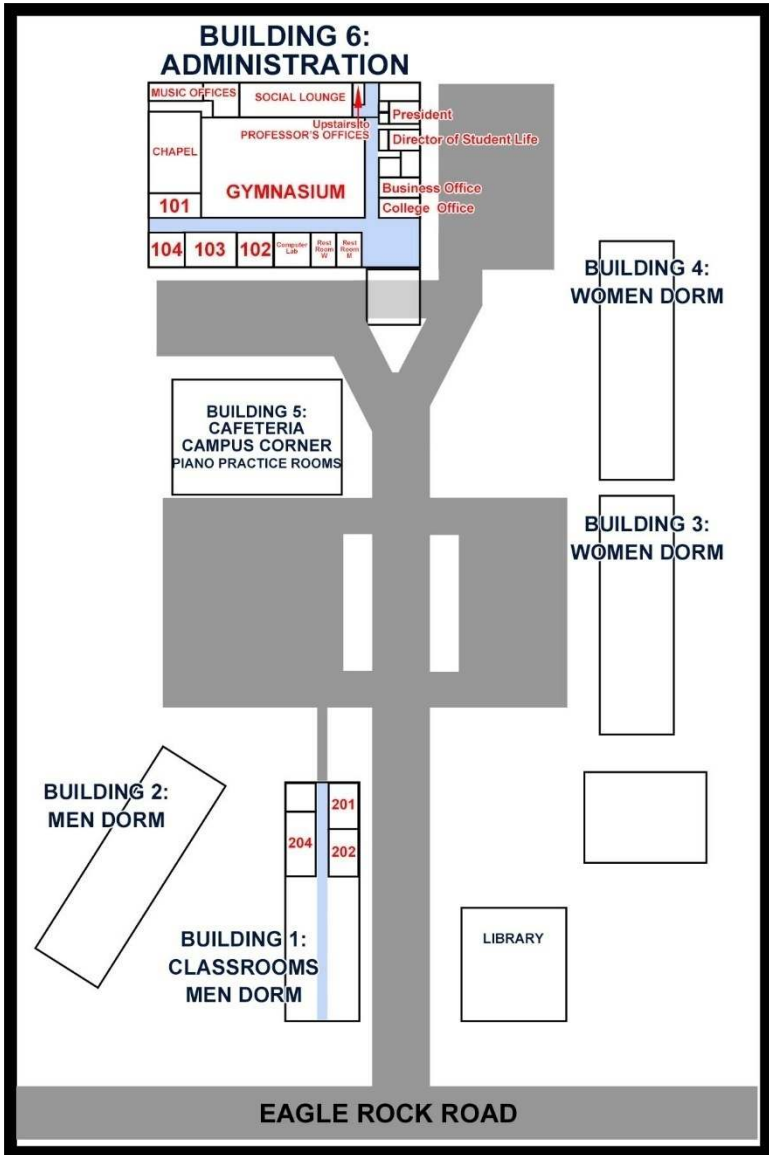 BUILDING 6:
ADMINISTRATION
MUSIC OFFICES
SOCIAL LOUNGE
Upstairs to
PROFESSOR'S OFFICES
President
Director of Student Life
CHAPEL
GYMNASIUM
Business Office
College Office
101
104
103
102
Computer
Lab
Rest
Room
W
Rest
Room
M
BUILDING 4:
WOMEN DORM
BUILDING 5:
CAFETERIA
CAMPUS CORNER
PIANO PRACTICE ROOMS
BUILDING 3:
WOMEN DORM
BUILDING 2:
MEN DORM
201
204
202
BUILDING 1:
CLASSROOMS
MEN DORM
LIBRARY
EAGLE ROCK ROAD